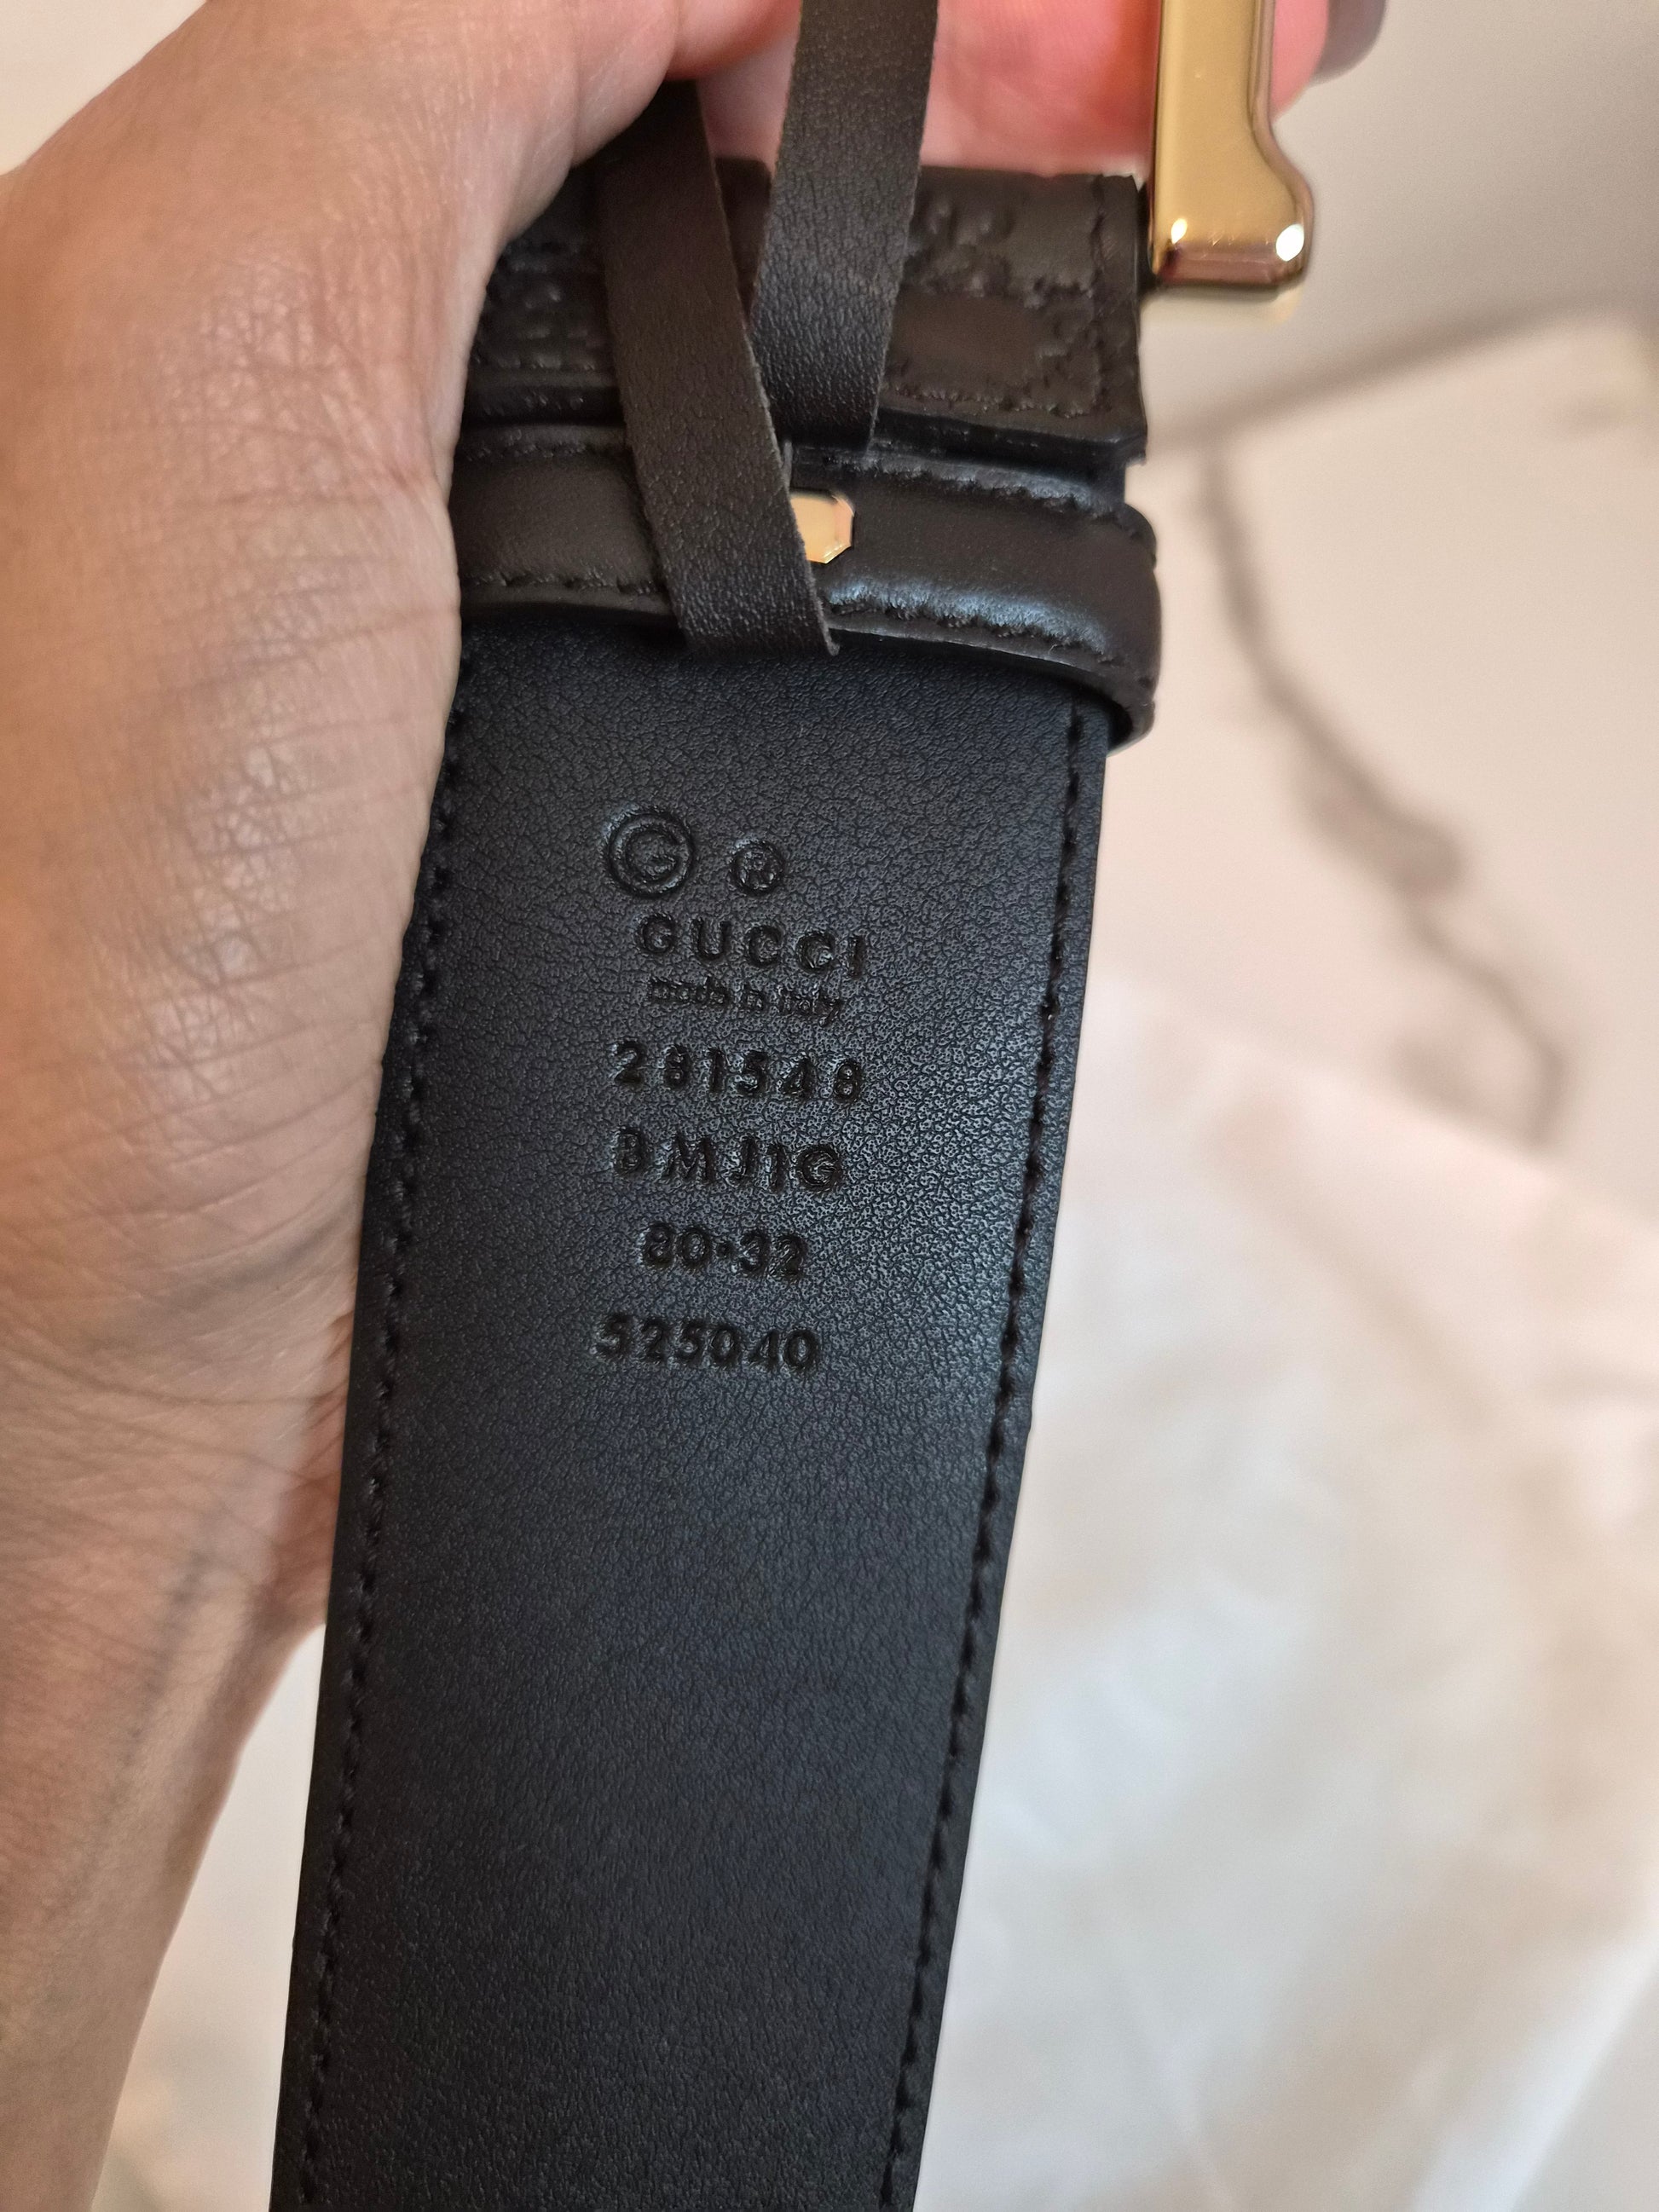 G ®
GUCCI
made in italy
281548
BMJ1G
80·32
525040